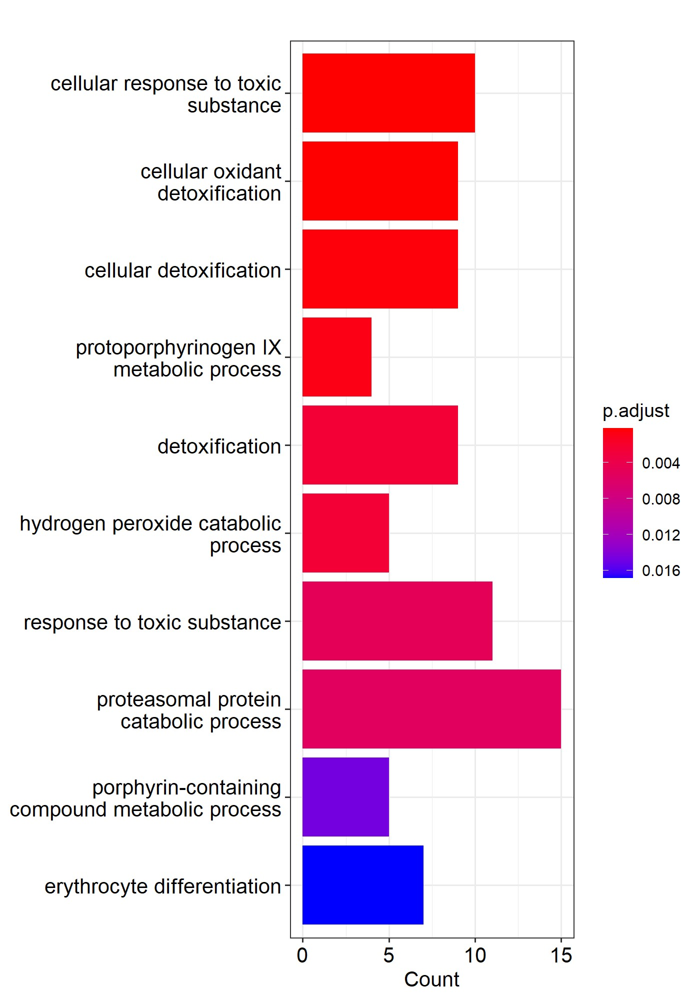 cellular response to toxic
substance
cellular oxidant
detoxification
cellular detoxification
protoporphyrinogen IX
metabolic process
detoxification
hydrogen peroxide catabolic
process
response to toxic substance
proteasomal protein
catabolic process
porphyrin-containing
compound metabolic process
erythrocyte differentiation
0 5 10 15
Count
p.adjust
0.004
0.008
0.012
0.016